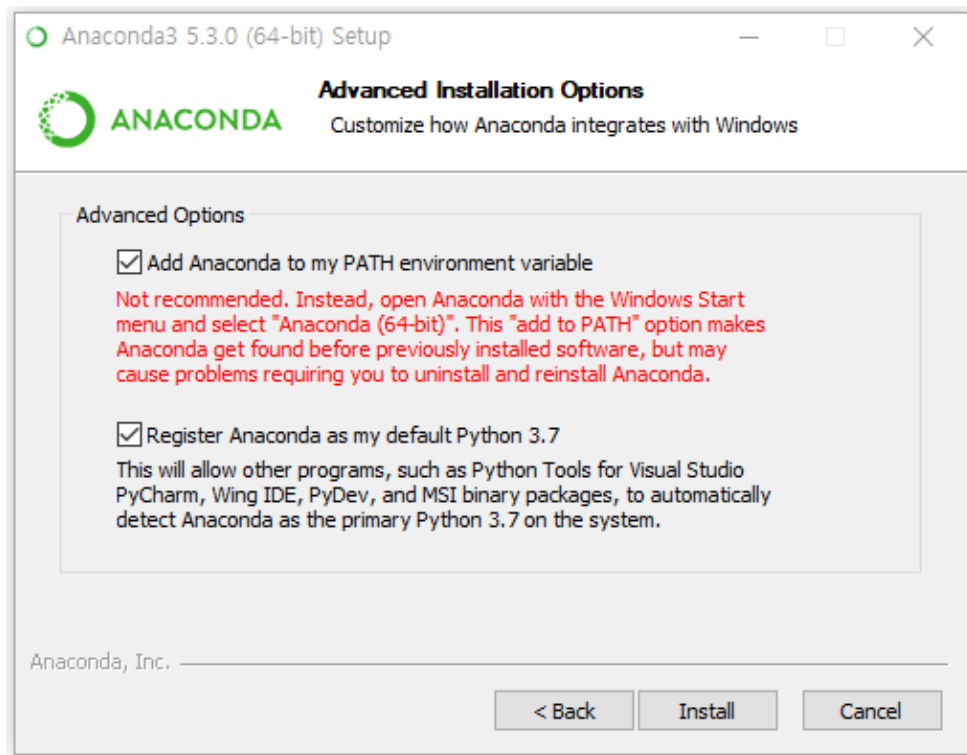 Anaconda3 5.3.0 (64-bit) Setup
ANACONDA
Advanced Installation Options
Customize how Anaconda integrates with Windows
Advanced Options
Add Anaconda to my PATH environment variable
Not recommended. Instead, open Anaconda with the Windows Start
menu and select "Anaconda (64-bit)". This "add to PATH" option makes
Anaconda get found before previously installed software, but may
cause problems requiring you to uninstall and reinstall Anaconda.
Register Anaconda as my default Python 3.7
This will allow other programs, such as Python Tools for Visual Studio
PyCharm, Wing IDE, PyDev, and MSI binary packages, to automatically
detect Anaconda as the primary Python 3.7 on the system.
Anaconda, Inc.
< Back
Install
Cancel